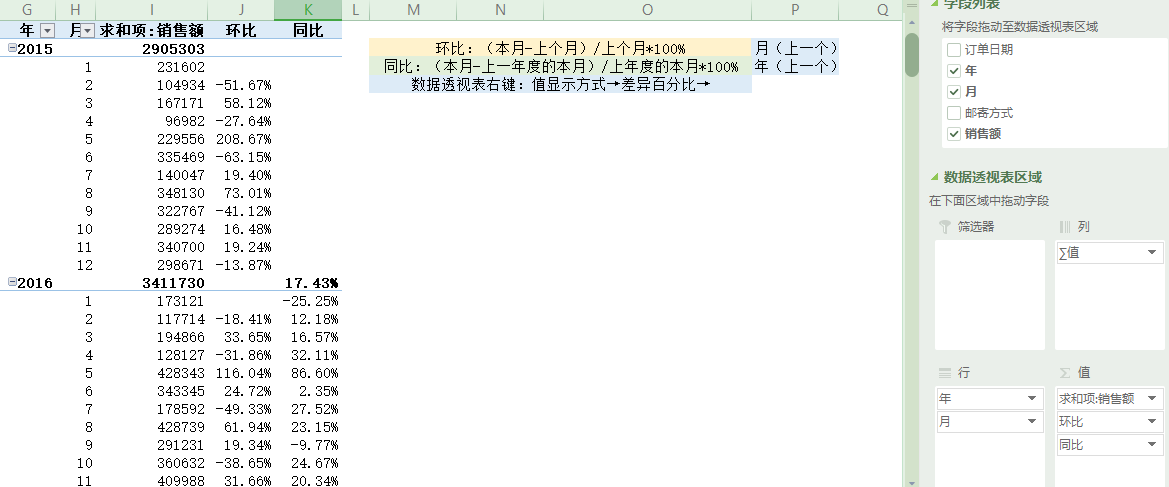 G H I J K L M N O P Q
年 月 求和项:销售额 环比 同比
2015 2905303
1 231602
2 104934 -51.67%
3 167171 58.12%
4 96982 -27.64%
5 229556 208.67%
6 335469 -63.15%
7 140047 19.40%
8 348130 73.01%
9 322767 -41.12%
10 289274 16.48%
11 340700 19.24%
12 298671 -13.87%
2016 3411730 17.43%
1 173121 -25.25%
2 117714 -18.41% 12.18%
3 194866 33.65% 16.57%
4 128127 -31.86% 32.11%
5 428343 116.04% 86.60%
6 343345 24.72% 2.35%
7 178592 -49.33% 27.52%
8 428739 61.94% 23.15%
9 291231 19.34% -9.77%
10 360632 -38.65% 24.67%
11 409988 31.66% 20.34%
环比：（本月-上个月）/上个月*100% 月（上一个）
同比：（本月-上一年度的本月）/上年度的本月*100% 年（上一个）
数据透视表右键：值显示方式→差异百分比→
字段列表
将字段拖动至数据透视表区域
订单日期
年
月
邮寄方式
销售额
数据透视表区域
在下面区域中拖动字段
筛选器
列
∑值
行
年
月
Σ 值
求和项:销售额
环比
同比